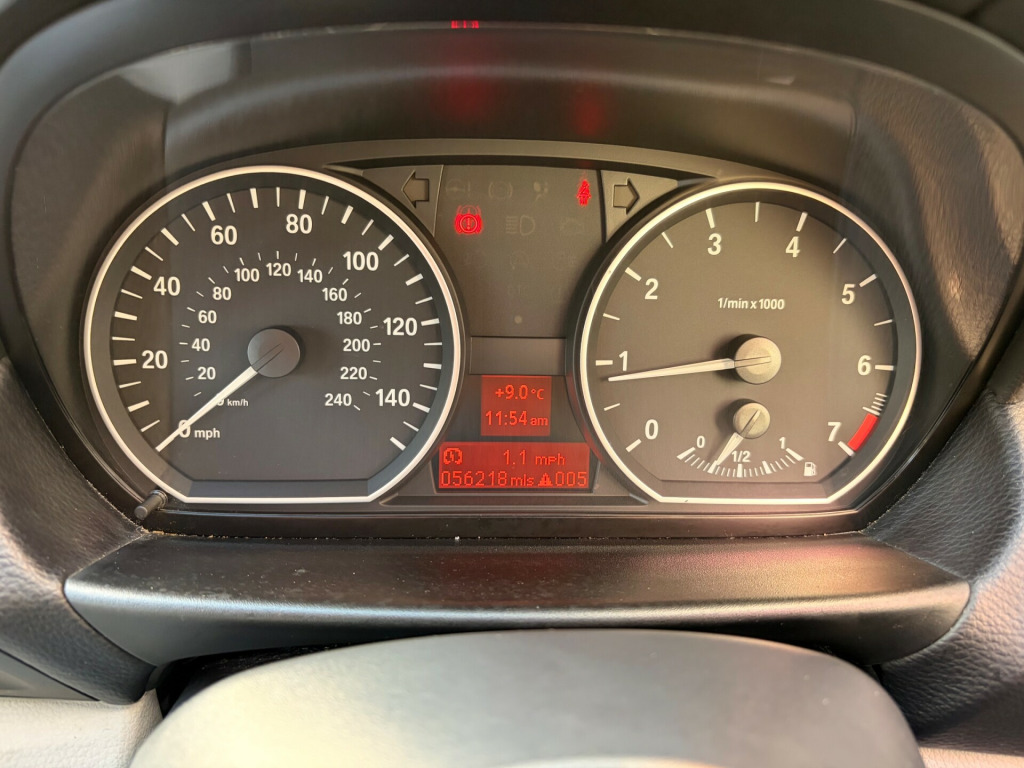 20 40 60 80 100 120 140
0 mph
20 40 60 80 100 120 140 160 180 200 220 240
km/h
+9.0°C
11:54 am
1.1 mph
056218 mls 005
0 1 2 3 4 5 6 7
1/min x 1000
0 1/2 1